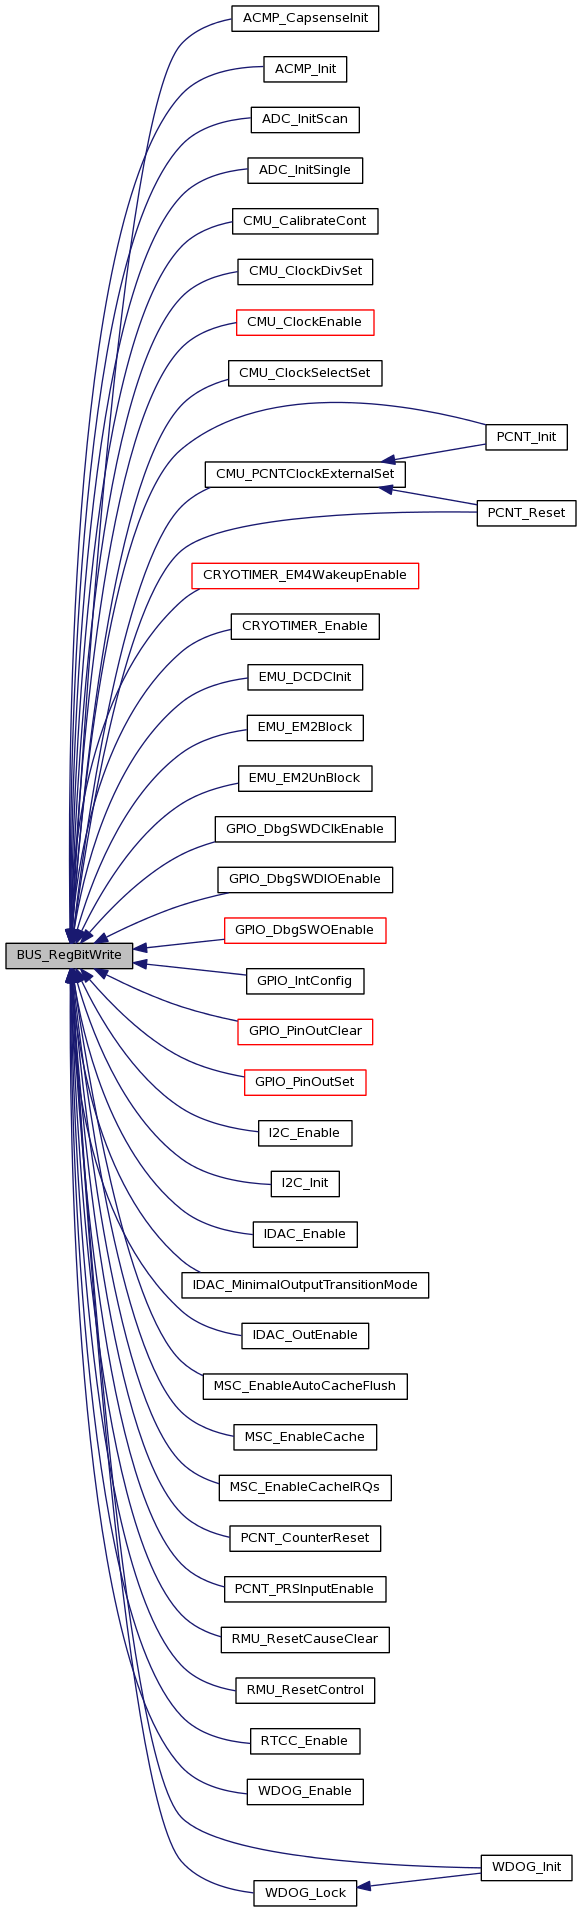 ACMP_CapsenseInit
ACMP_Init
ADC_InitScan
ADC_InitSingle
CMU_CalibrateCont
CMU_ClockDivSet
CMU_ClockEnable
CMU_ClockSelectSet
PCNT_Init
CMU_PCNTClockExternalSet
PCNT_Reset
CRYOTIMER_EM4WakeupEnable
CRYOTIMER_Enable
EMU_DCDCInit
EMU_EM2Block
EMU_EM2UnBlock
GPIO_DbgSWDClkEnable
GPIO_DbgSWDIOEnable
GPIO_DbgSWOEnable
BUS_RegBitWrite
GPIO_IntConfig
GPIO_PinOutClear
GPIO_PinOutSet
I2C_Enable
I2C_Init
IDAC_Enable
IDAC_MinimalOutputTransitionMode
IDAC_OutEnable
MSC_EnableAutoCacheFlush
MSC_EnableCache
MSC_EnableCacheIRQs
PCNT_CounterReset
PCNT_PRSInputEnable
RMU_ResetCauseClear
RMU_ResetControl
RTCC_Enable
WDOG_Enable
WDOG_Init
WDOG_Lock